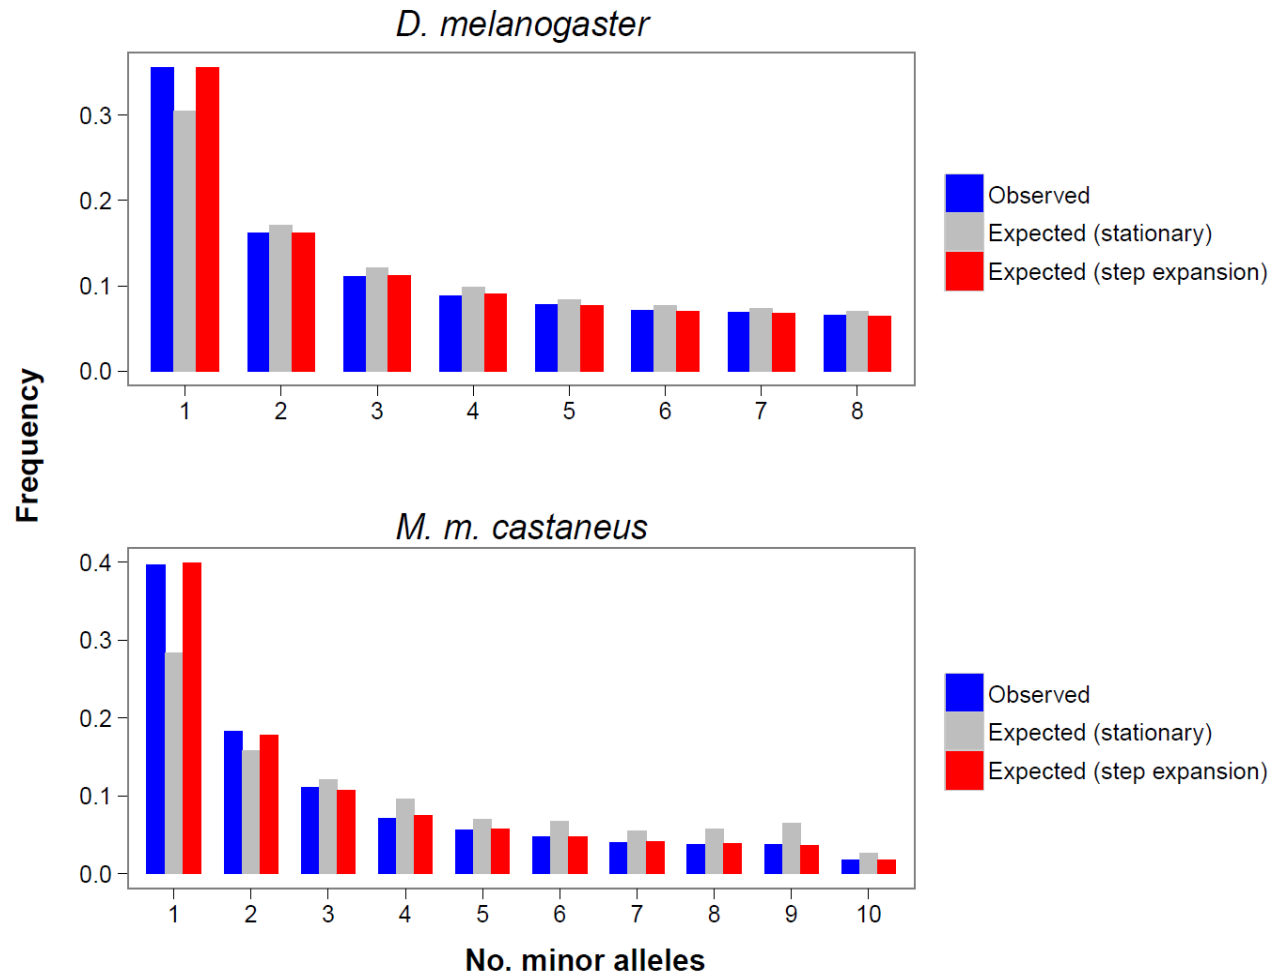 D. melanogaster
0.3
0.2
0.1
0.0
1 2 3 4 5 6 7 8
Observed
Expected (stationary)
Expected (step expansion)
Frequency
M. m. castaneus
0.4
0.3
0.2
0.1
0.0
1 2 3 4 5 6 7 8 9 10
Observed
Expected (stationary)
Expected (step expansion)
No. minor alleles